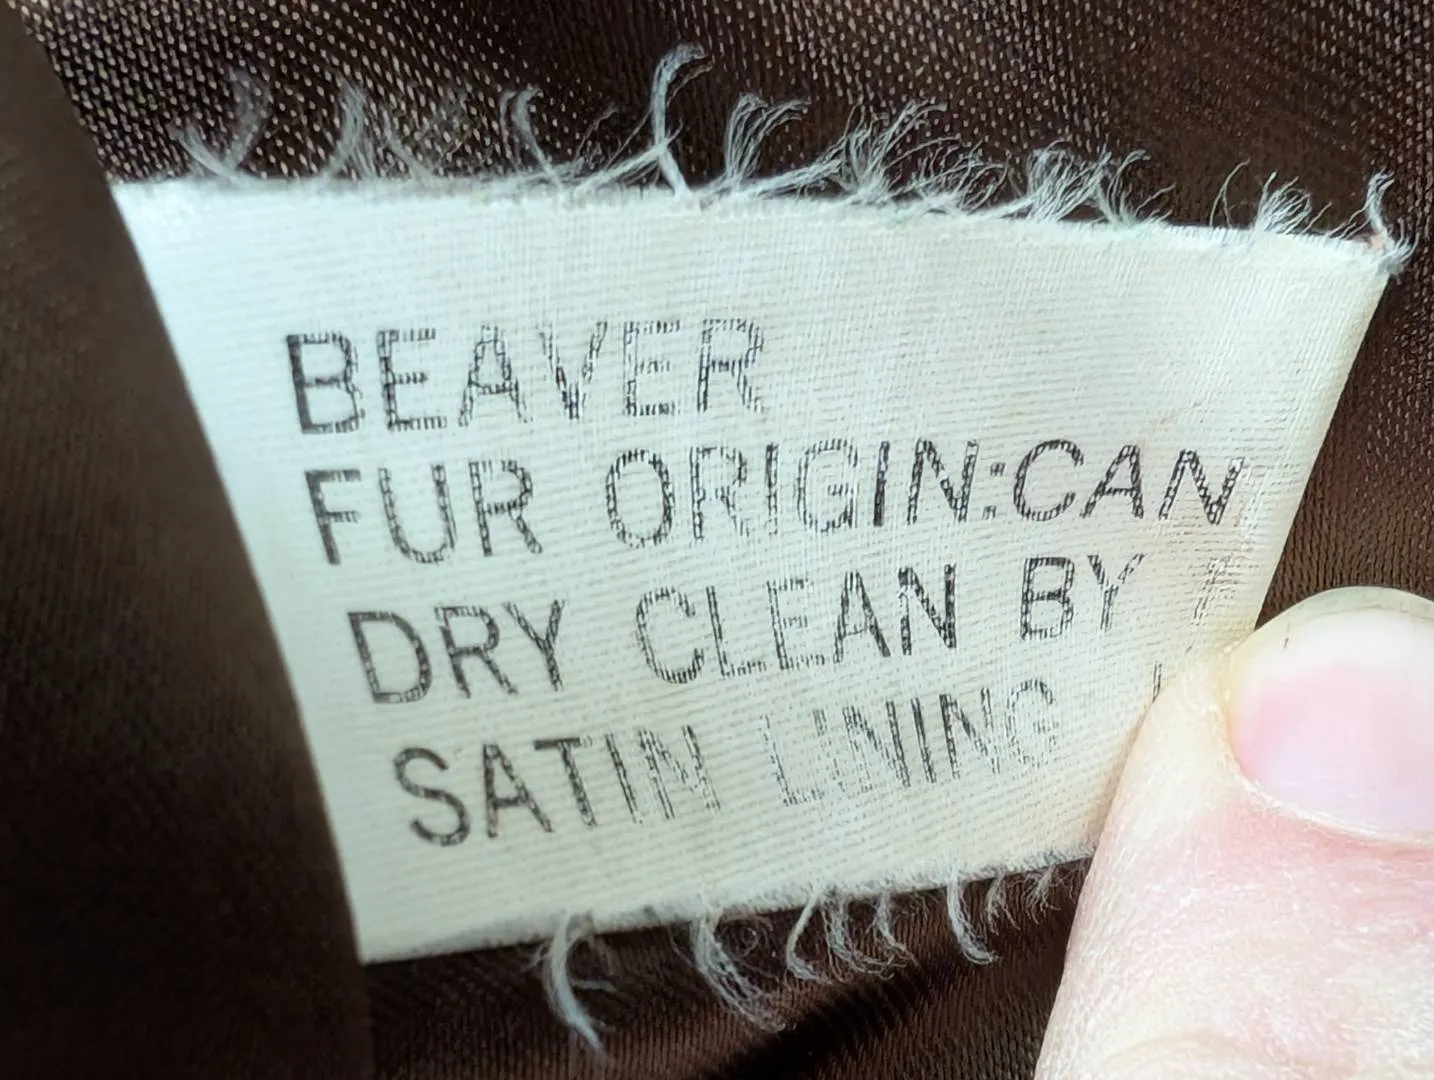 BEAVER
FUR ORIGIN:CAN
DRY CLEAN BY
SATIN LINING